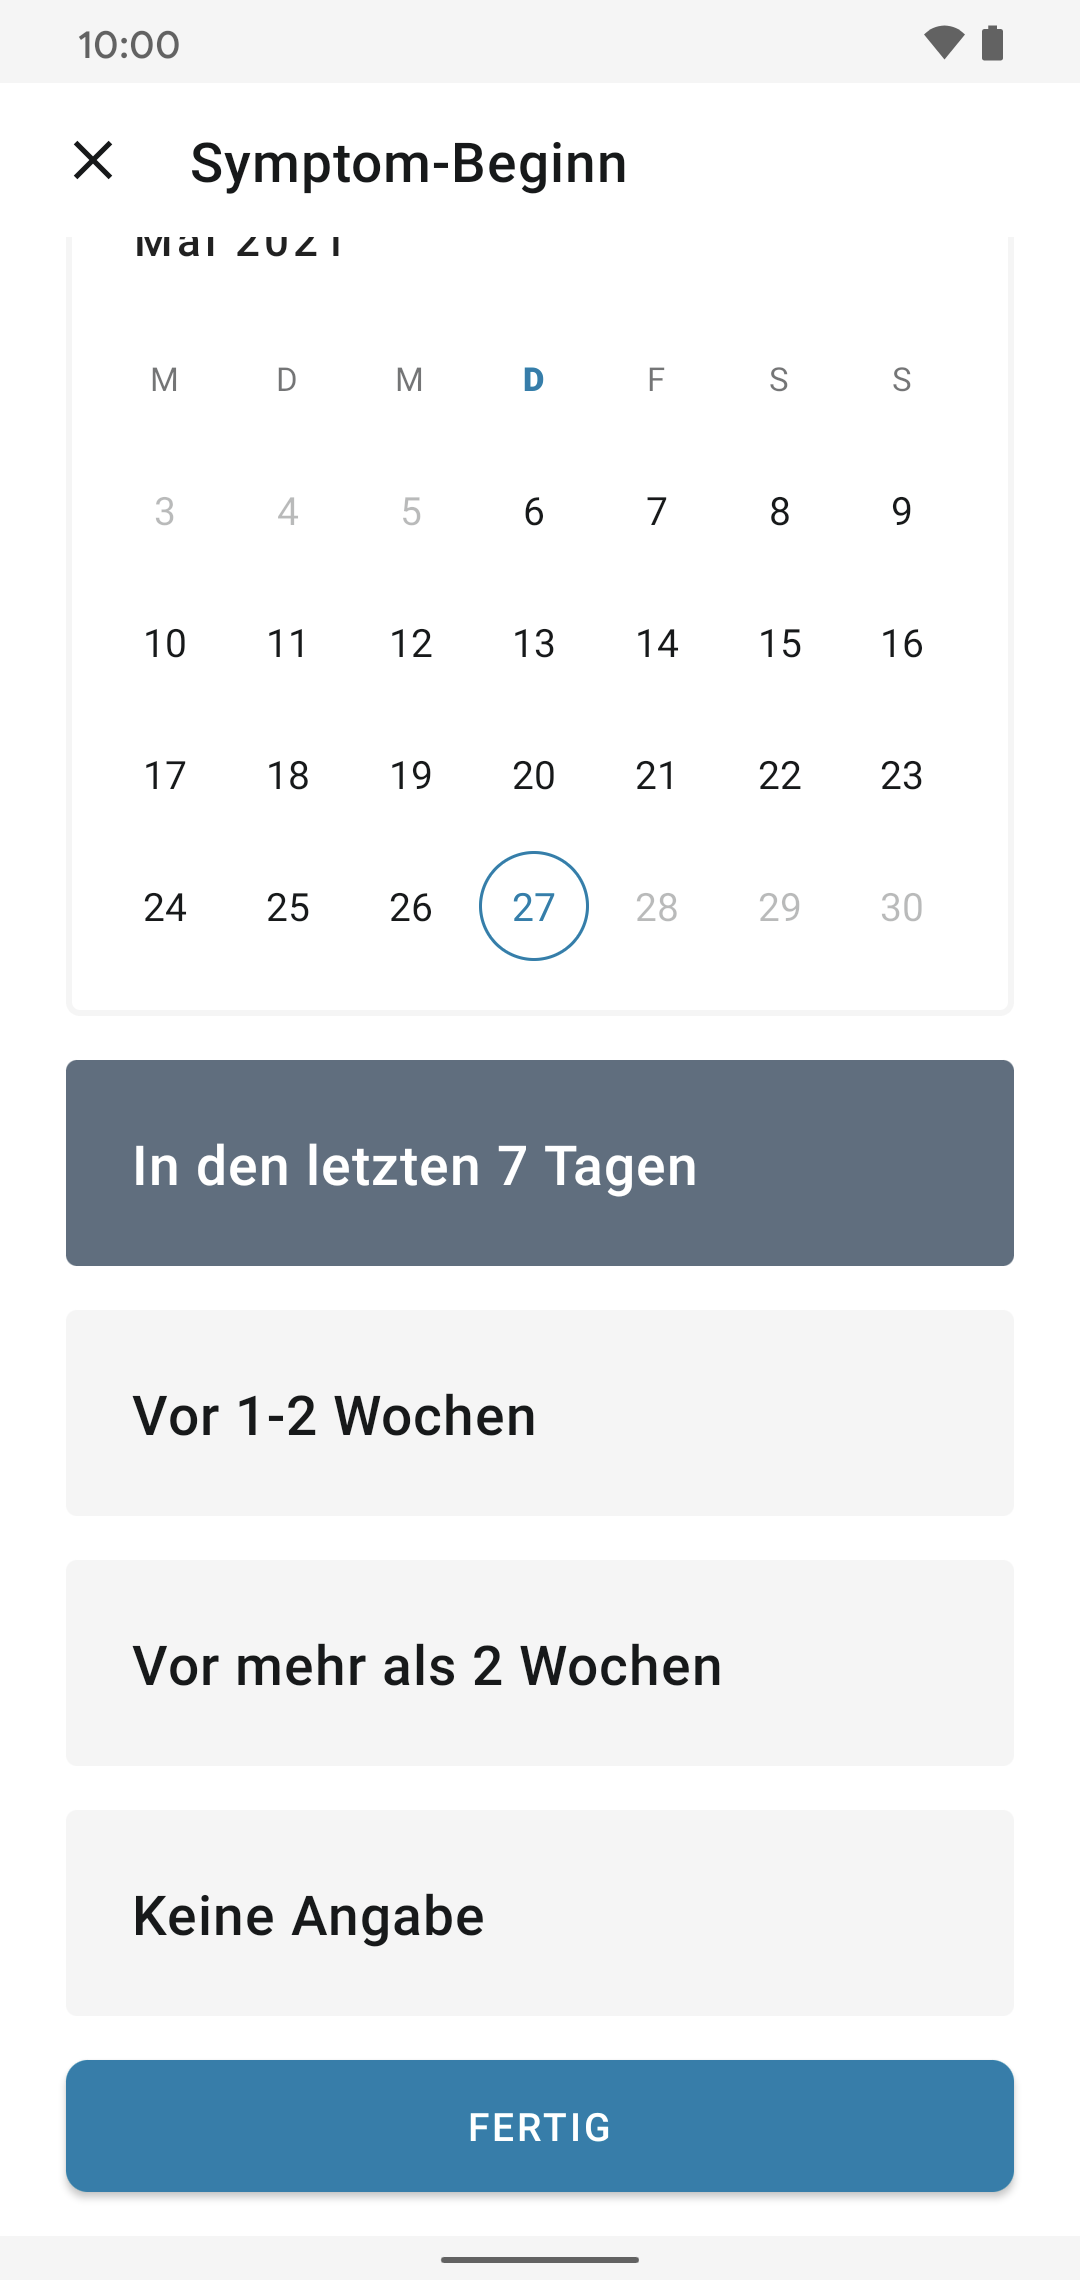 10:00
Symptom-Beginn
Mai 2021
M D M D F S S
3 4 5 6 7 8 9
10 11 12 13 14 15 16
17 18 19 20 21 22 23
24 25 26 27 28 29 30
In den letzten 7 Tagen
Vor 1-2 Wochen
Vor mehr als 2 Wochen
Keine Angabe
FERTIG